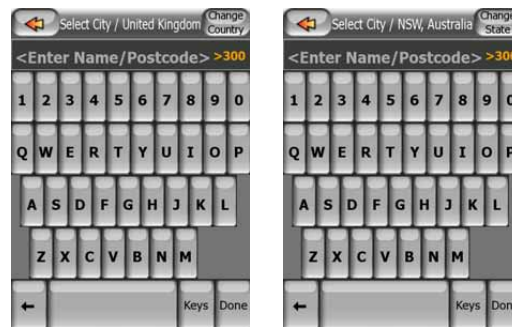 Select City / United Kingdom Change Country
<Enter Name/Postcode> >300
1 2 3 4 5 6 7 8 9 0
Q W E R T Y U I O P
A S D F G H J K L
Z X C V B N M
Keys Done
Select City / NSW, Australia Change State
<Enter Name/Postcode> >300
1 2 3 4 5 6 7 8 9 0
Q W E R T Y U I O P
A S D F G H J K L
Z X C V B N M
Keys Done